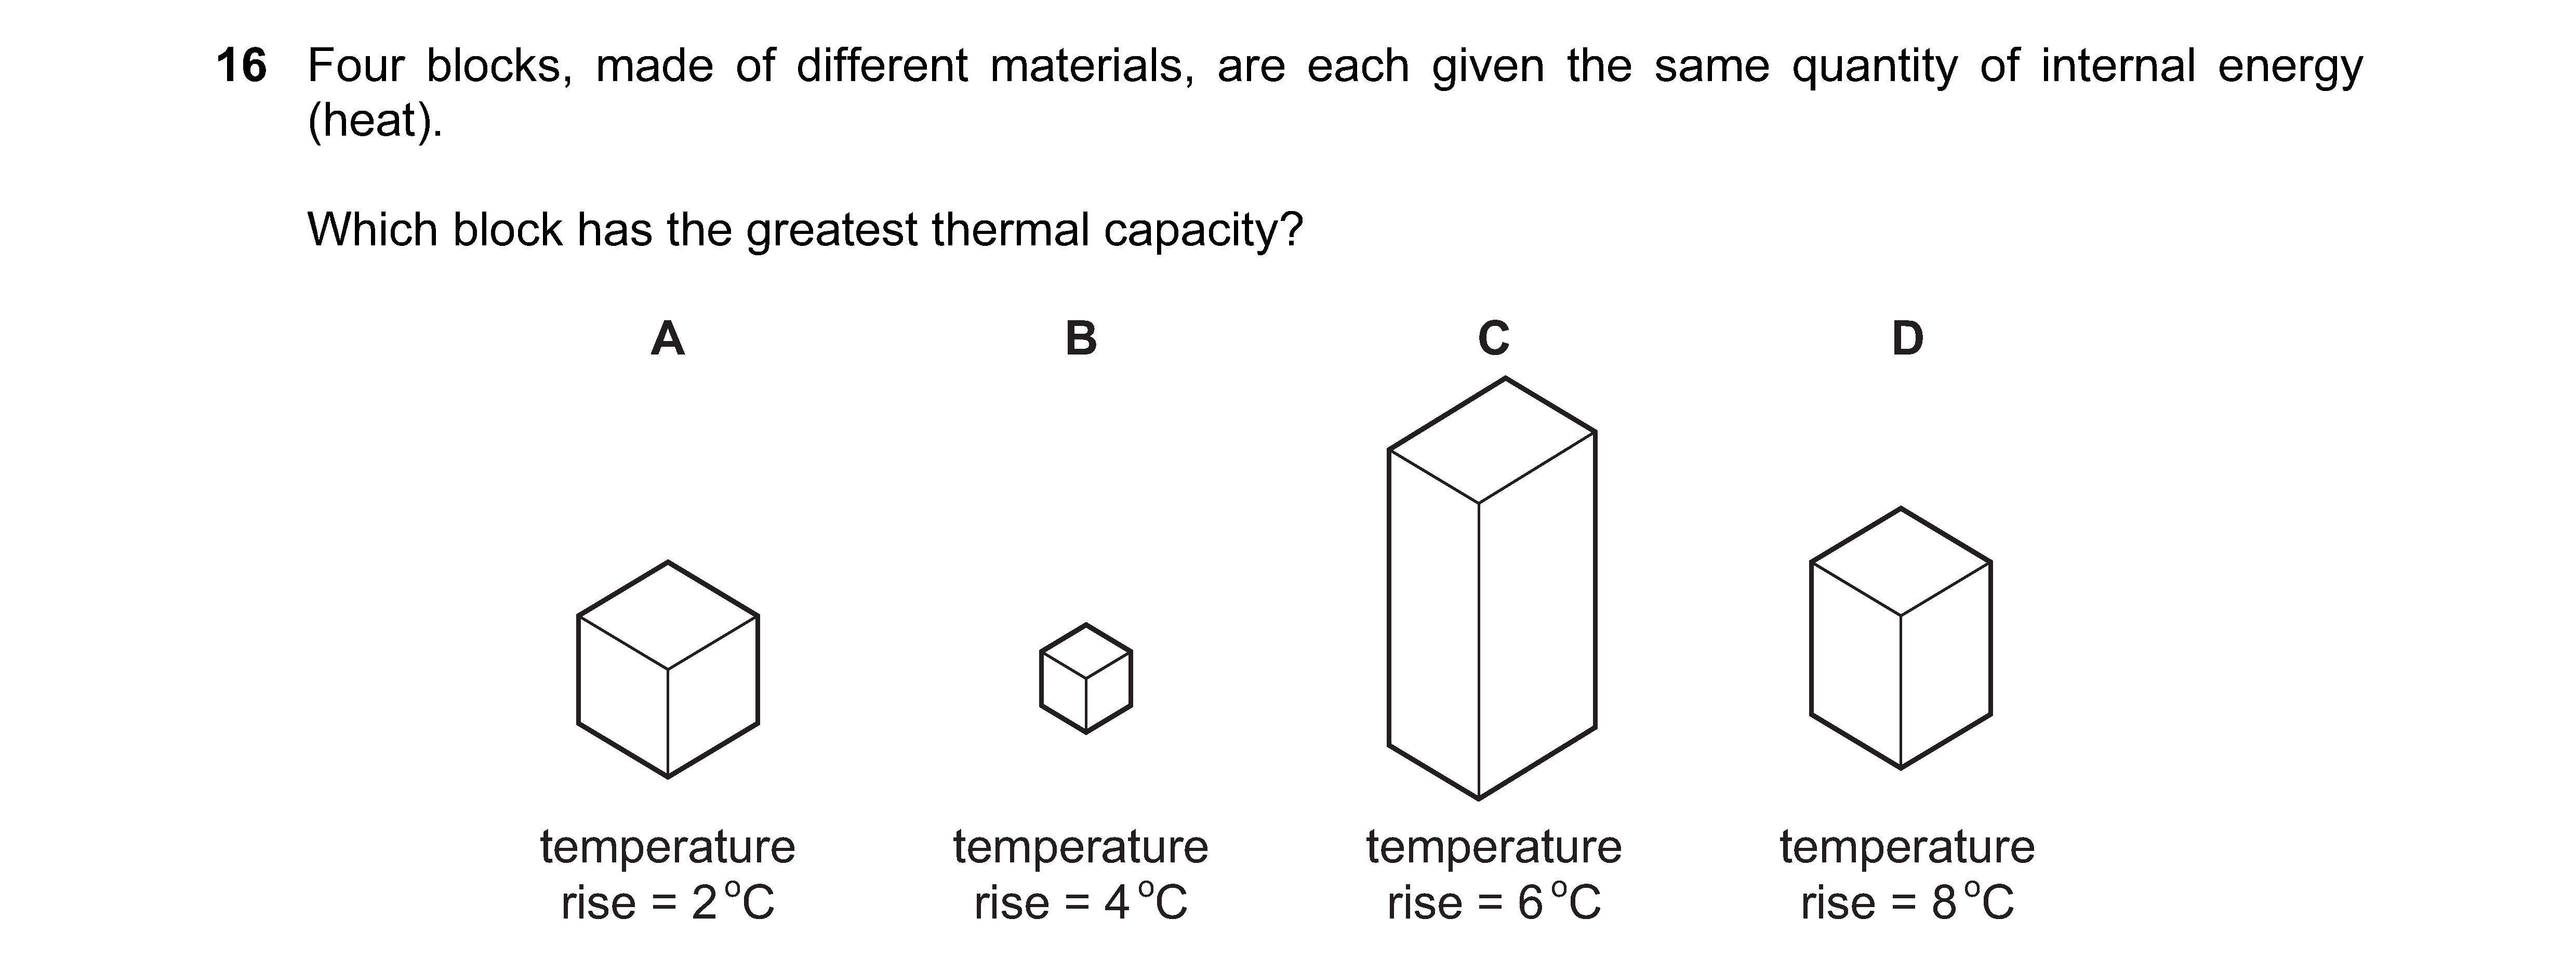 16 Four blocks, made of different materials, are each given the same quantity of internal energy
(heat).
Which block has the greatest thermal capacity?
A B C D
temperature temperature temperature temperature
rise = 2 °C rise = 4 °C rise = 6 °C rise = 8 °C